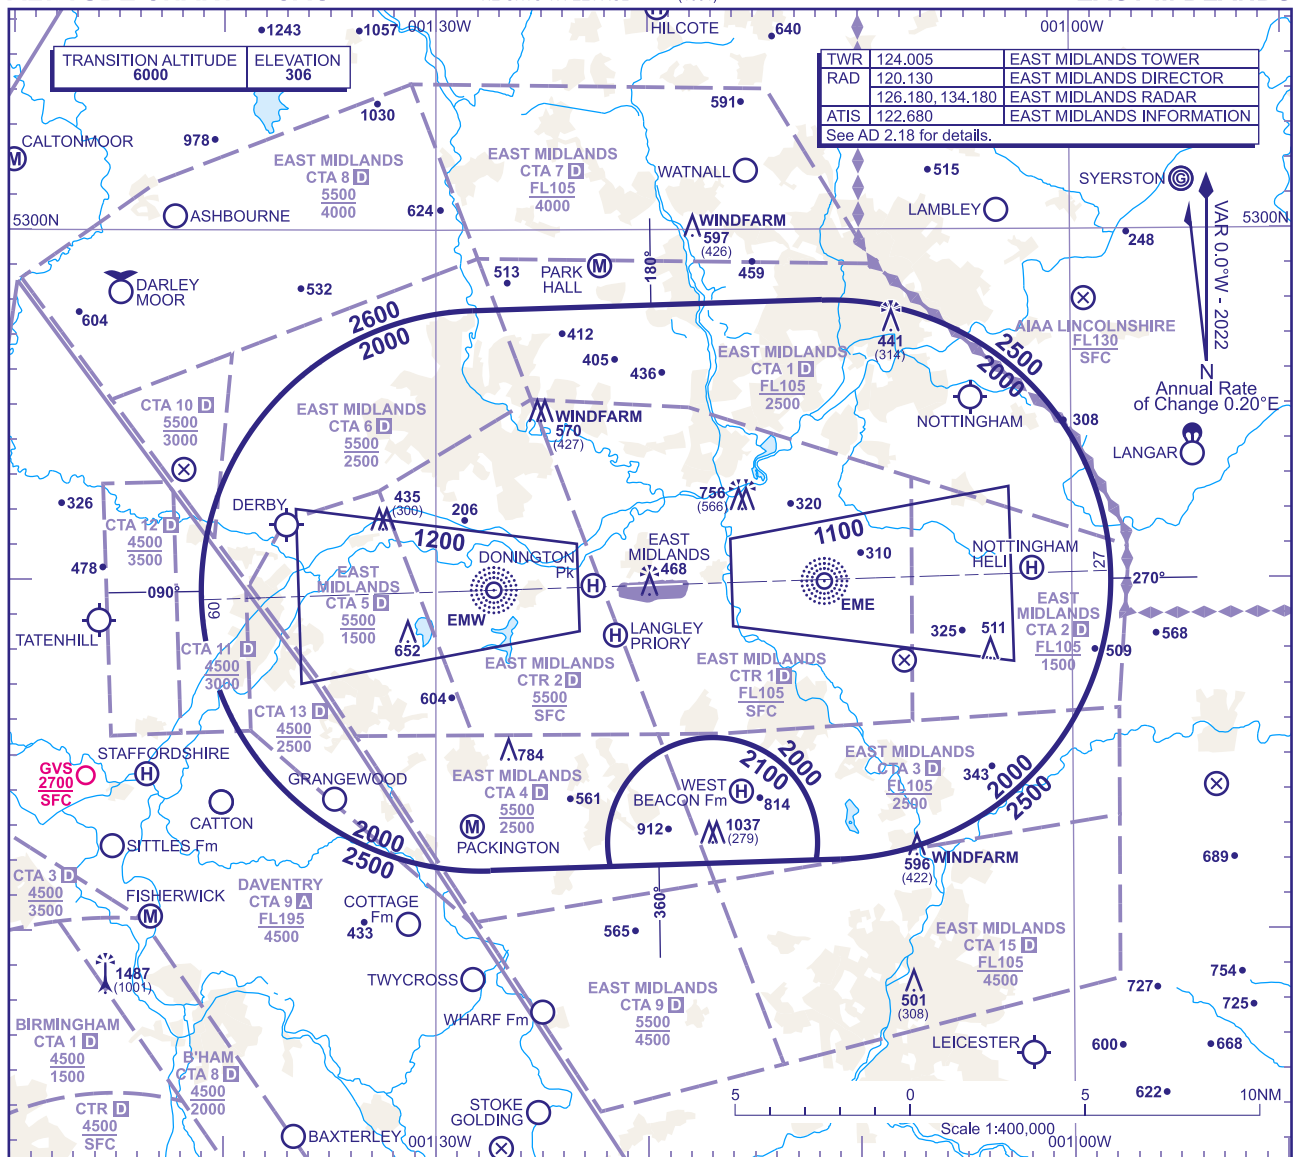 001°30'W
001°00'W
HILCOTE
1243
1057
640
TRANSITION ALTITUDE
6000
ELEVATION
306
TWR 124.005 EAST MIDLANDS TOWER
RAD 120.130 EAST MIDLANDS DIRECTOR
126.180, 134.180 EAST MIDLANDS RADAR
ATIS 122.680 EAST MIDLANDS INFORMATION
See AD 2.18 for details.
591
1030
978
CALTONMOOR
M
EAST MIDLANDS
CTA 8 D
5500
4000
EAST MIDLANDS
CTA 7 D
FL105
4000
WATNALL
515
SYERSTON
G
LAMBLEY
624
ASHBOURNE
5300N
5300N
WINDFARM
597
(426)
248
VAR 0.0°W - 2022
N
Annual Rate
of Change 0.20°E
DARLEY
MOOR
604
532
513
PARK
HALL
M
180°
459
2600
2000
412
405
436
441
(314)
AIAA LINCOLNSHIRE
FL130
SFC
2500
2000
EAST MIDLANDS
CTA 1 D
FL105
2500
CTA 10 D
5500
3000
EAST MIDLANDS
CTA 6 D
5500
2500
WINDFARM
570
(427)
NOTTINGHAM
308
LANGAR
326
CTA 12 D
4500
3500
DERBY
435
(300)
206
1200
756
(566)
320
1100
310
478
DONINGTON
Pk
H
EAST
MIDLANDS
468
NOTTINGHAM
HELI
H
27
270°
090°
09
EAST
MIDLANDS
CTA 5 D
5500
1500
EMW
EME
TATENHILL
652
LANGLEY
PRIORY
H
325
511
EAST
MIDLANDS
CTA 2 D
FL105
1500
568
509
CTA 11 D
4500
3000
EAST MIDLANDS
CTR 2 D
5500
SFC
EAST MIDLANDS
CTR 1 D
FL105
SFC
604
CTA 13 D
4500
2500
STAFFORDSHIRE
H
GVS
2700
SFC
GRANGEWOOD
784
EAST MIDLANDS
CTA 4 D
5500
2500
561
WEST
BEACON Fm
H
814
2000
2100
EAST MIDLANDS
CTA 3 D
FL105
2500
343
2000
2500
CATTON
SITTLES Fm
2000
2500
M
PACKINGTON
912
1037
(279)
WINDFARM
596
(422)
689
CTA 3 D
4500
3500
FISHERWICK
M
DAVENTRY
CTA 9 A
FL195
4500
COTTAGE
Fm
433
360°
565
EAST MIDLANDS
CTA 15 D
FL105
4500
1487
(1001)
TWYCROSS
WHARF Fm
EAST MIDLANDS
CTA 9 D
5500
4500
501
(308)
754
727
725
BIRMINGHAM
CTA 1 D
4500
1500
B'HAM
CTA 8 D
4500
2000
LEICESTER
600
668
CTR D
4500
SFC
STOKE
GOLDING
622
5 0 5 10NM
Scale 1:400,000
BAXTERLEY
00130W
00100W